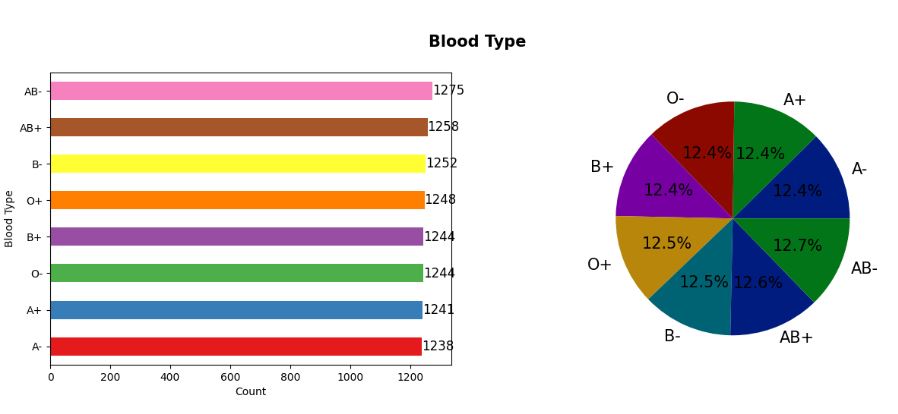 Blood Type
AB- 1275
AB+ 1258
B- 1252
O+ 1248
B+ 1244
O- 1244
A+ 1241
A- 1238
Blood Type
0 200 400 600 800 1000 1200
Count
O- A+
B+ A-
12.4% 12.4%
12.4% 12.4%
12.5% 12.7%
O+ AB-
12.5% 12.6%
B- AB+